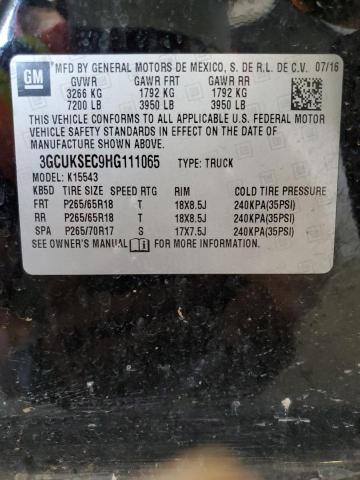 GM MFD BY GENERAL MOTORS DE MEXICO, S. DE R.L. DE C.V. 07/16
GVWR GAWR FRT GAWR RR
3266 KG 1792 KG 1792 KG
7200 LB 3950 LB 3950 LB
THIS VEHICLE CONFORMS TO ALL APPLICABLE U.S. FEDERAL MOTOR
VEHICLE SAFETY STANDARDS IN EFFECT ON THE DATE OF
MANUFACTURE SHOWN ABOVE.
3GCUKSEC9HG111065 TYPE: TRUCK
MODEL: K15543
KB5D TIRE SIZE SPEED RTG RIM
FRT P265/65R18 T 18X8.5J 240KPA(35PSI)
RR P265/65R18 T 18X8.5J 240KPA(35PSI)
SPA P265/70R17 S 17X7.5J 240KPA(35PSI)
SEE OWNER'S MANUAL FOR MORE INFORMATION.